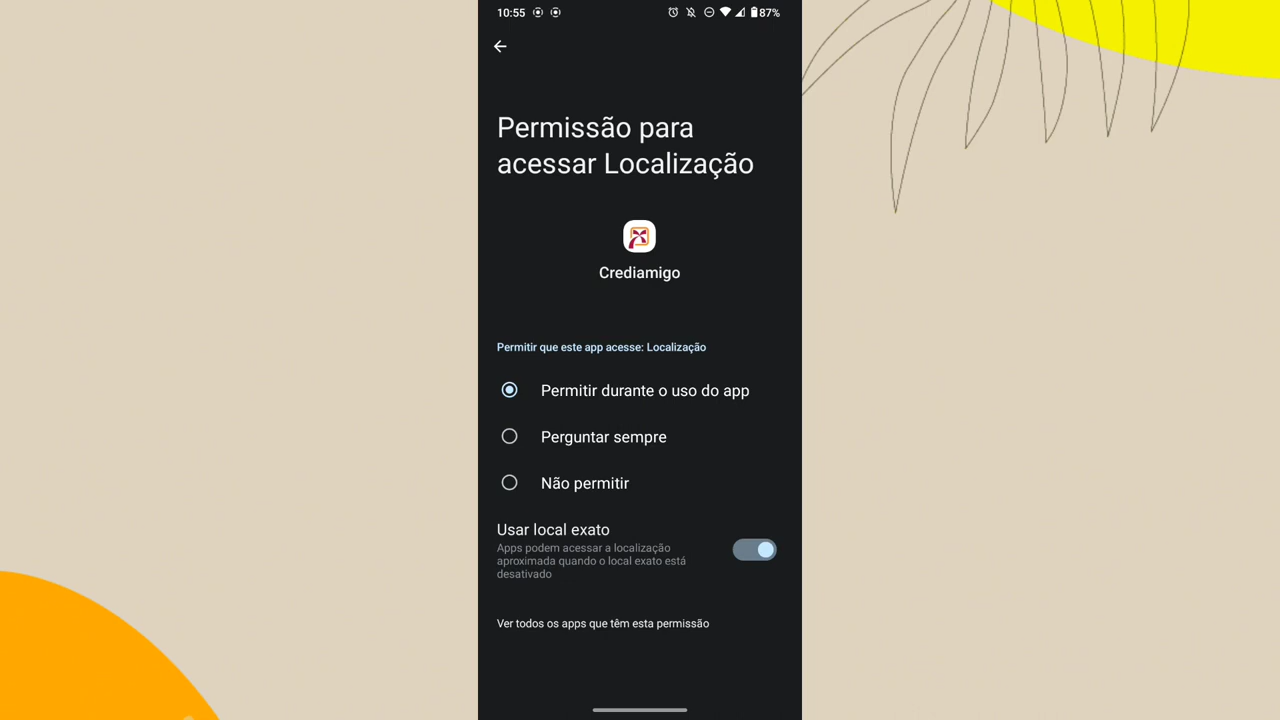 10:55
87%
Permissão para
acessar Localização
Crediamigo
Permitir que este app acesse: Localização
Permitir durante o uso do app
Perguntar sempre
Não permitir
Usar local exato
Apps podem acessar a localização
aproximada quando o local exato está
desativado
Ver todos os apps que têm esta permissão